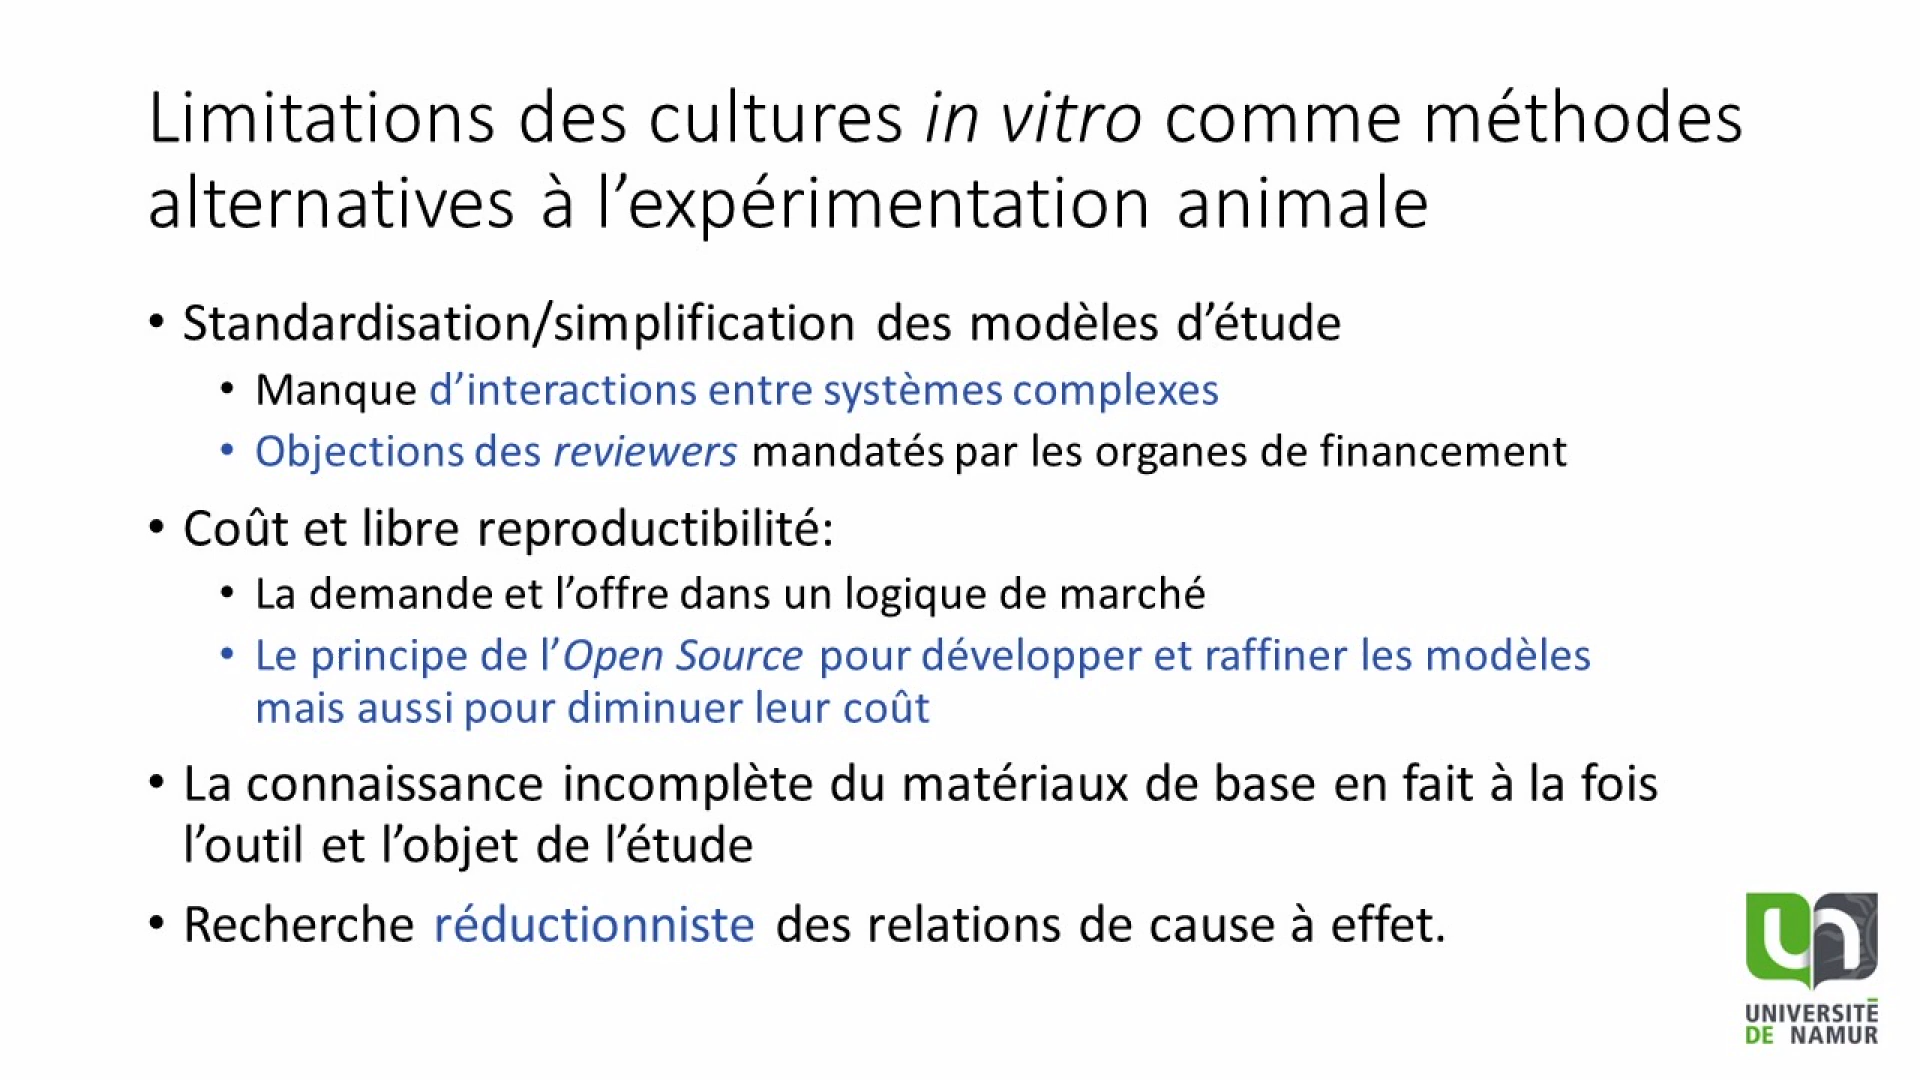 Limitations des cultures in vitro comme méthodes
alternatives à l’expérimentation animale
• Standardisation/simplification des modèles d’étude
• Manque d’interactions entre systèmes complexes
• Objections des reviewers mandatés par les organes de financement
• Coût et libre reproductibilité:
• La demande et l’offre dans un logique de marché
• Le principe de l’Open Source pour développer et raffiner les modèles
mais aussi pour diminuer leur coût
• La connaissance incomplète du matériaux de base en fait à la fois
l’outil et l’objet de l’étude
• Recherche réductionniste des relations de cause à effet.
un
UNIVERSITÉ
DE NAMUR